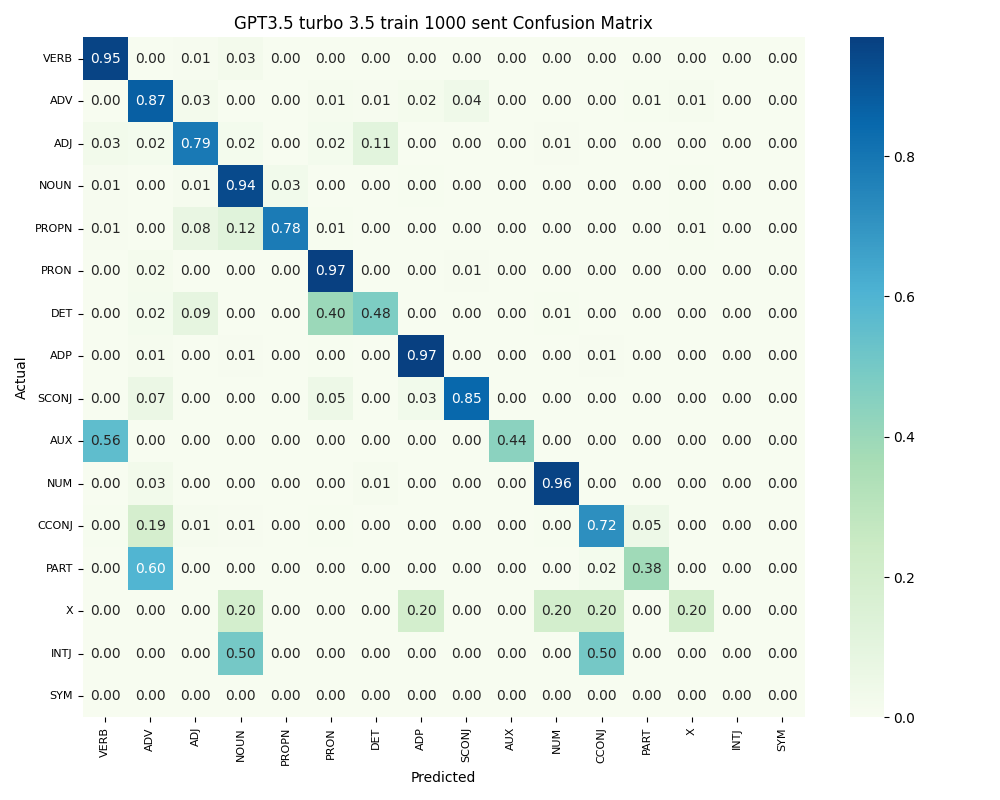 GPT3.5 turbo 3.5 train 1000 sent Confusion Matrix
VERB 0.95 0.00 0.01 0.03 0.00 0.00 0.00 0.00 0.00 0.00 0.00 0.00 0.00 0.00 0.00 0.00
ADV 0.00 0.87 0.03 0.00 0.00 0.01 0.01 0.02 0.04 0.00 0.00 0.01 0.01 0.00 0.00
ADJ 0.03 0.02 0.79 0.02 0.00 0.02 0.11 0.00 0.00 0.00 0.01 0.00 0.00 0.00 0.00 0.00
NOUN 0.01 0.00 0.01 0.94 0.03 0.00 0.00 0.00 0.00 0.00 0.00 0.00 0.00 0.00 0.00 0.00
PROPN 0.01 0.00 0.08 0.12 0.78 0.01 0.00 0.00 0.00 0.00 0.00 0.00 0.00 0.01 0.00 0.00
PRON 0.00 0.02 0.00 0.00 0.00 0.97 0.00 0.00 0.01 0.00 0.00 0.00 0.00 0.00 0.00 0.00
DET 0.00 0.02 0.09 0.00 0.00 0.40 0.48 0.00 0.00 0.00 0.01 0.00 0.00 0.00 0.00 0.00
ADP 0.00 0.01 0.00 0.01 0.00 0.00 0.00 0.97 0.00 0.00 0.00 0.01 0.00 0.00 0.00 0.00
SCONJ 0.00 0.07 0.00 0.00 0.00 0.05 0.00 0.03 0.85 0.00 0.00 0.00 0.00 0.00 0.00 0.00
AUX 0.56 0.00 0.00 0.00 0.00 0.00 0.00 0.00 0.00 0.44 0.00 0.00 0.00 0.00 0.00 0.00
NUM 0.00 0.03 0.00 0.00 0.00 0.00 0.01 0.00 0.00 0.00 0.96 0.00 0.00 0.00 0.00 0.00
CCONJ 0.00 0.19 0.01 0.01 0.00 0.00 0.00 0.00 0.00 0.00 0.00 0.72 0.05 0.00 0.00 0.00
PART 0.00 0.60 0.00 0.00 0.00 0.00 0.00 0.00 0.00 0.00 0.00 0.02 0.38 0.00 0.00 0.00
X 0.00 0.00 0.00 0.20 0.00 0.00 0.00 0.20 0.00 0.00 0.20 0.20 0.00 0.20 0.00 0.00
INTJ 0.00 0.00 0.00 0.50 0.00 0.00 0.00 0.00 0.00 0.00 0.00 0.50 0.00 0.00 0.00 0.00
SYM 0.00 0.00 0.00 0.00 0.00 0.00 0.00 0.00 0.00 0.00 0.00 0.00 0.00 0.00 0.00 0.00
VERB ADV ADJ NOUN PROPN PRON DET ADP SCONJ AUX NUM CCONJ PART X INTJ SYM
Predicted
Actual
0.8
0.6
0.4
0.2
0.0